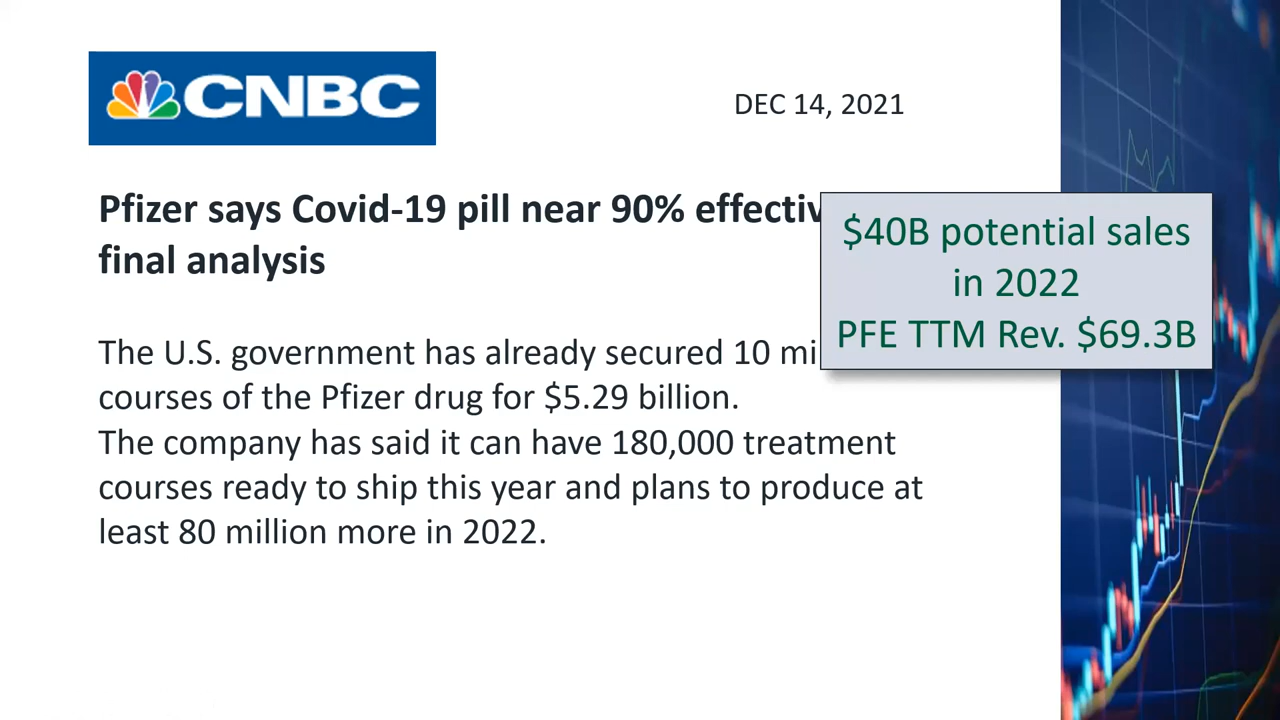 CNBC
DEC 14, 2021
Pfizer says Covid-19 pill near 90% effectiv
final analysis
$40B potential sales
in 2022
PFE TTM Rev. $69.3B
The U.S. government has already secured 10 mi
courses of the Pfizer drug for $5.29 billion.
The company has said it can have 180,000 treatment
courses ready to ship this year and plans to produce at
least 80 million more in 2022.